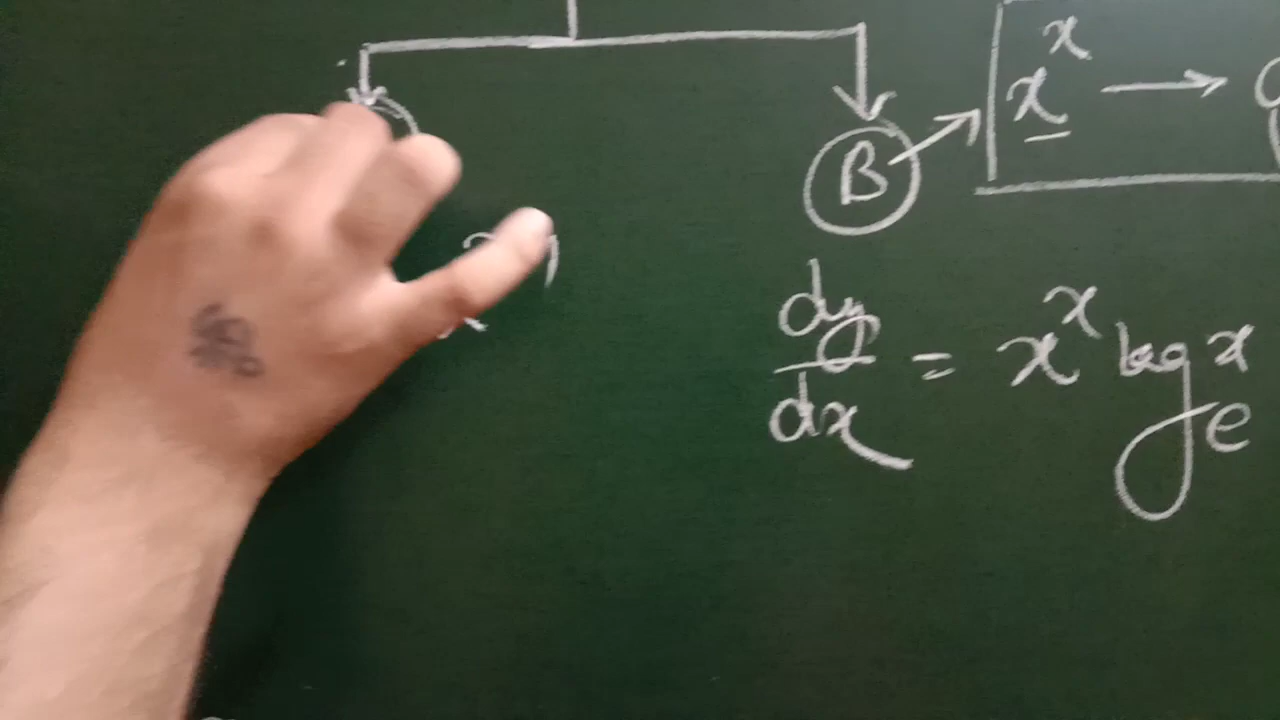 x^x →
B
dy/dx = x^x log_e x